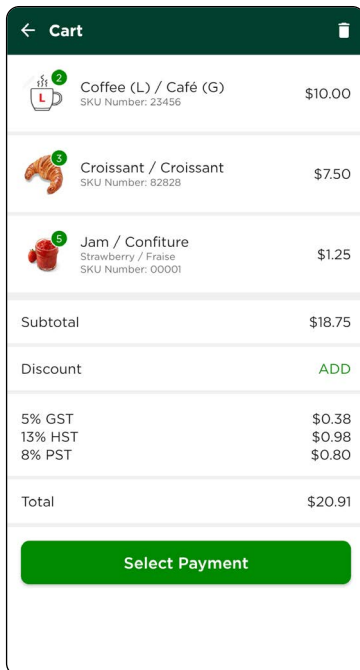 Cart
2
L
Coffee (L) / Café (G)
SKU Number: 23456
$10.00
3
Croissant / Croissant
SKU Number: 82828
$7.50
5
Jam / Confiture
Strawberry / Fraise
SKU Number: 00001
$1.25
Subtotal $18.75
Discount ADD
5% GST $0.38
13% HST $0.98
8% PST $0.80
Total $20.91
Select Payment